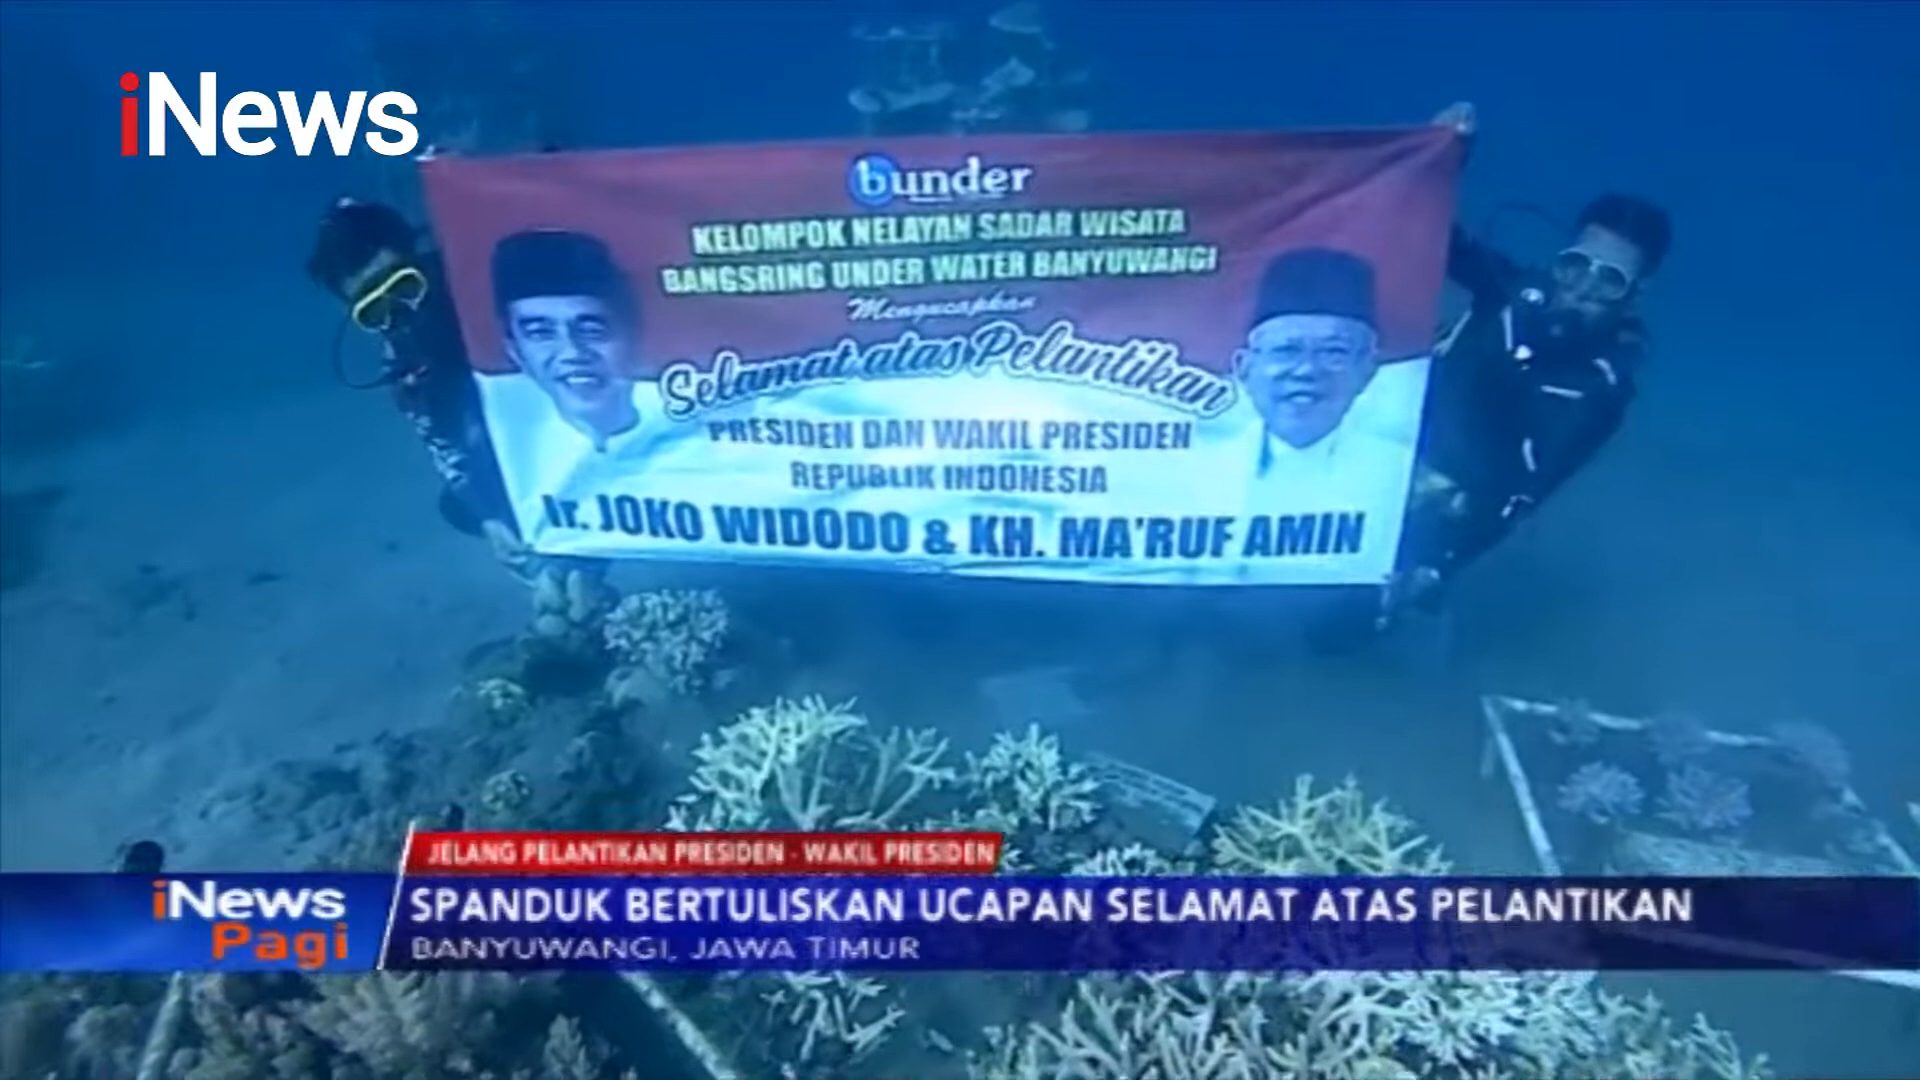 iNews
bunder
KELOMPOK NELAYAN SADAR WISATA
BANGSRING UNDER WATER BANYUWANGI
Mengucapkan
Selamat atas Pelantikan
PRESIDEN DAN WAKIL PRESIDEN
REPUBLIK INDONESIA
Ir. JOKO WIDODO & KH. MA'RUF AMIN
JELANG PELANTIKAN PRESIDEN - WAKIL PRESIDEN
iNews
Pagi
SPANDUK BERTULISKAN UCAPAN SELAMAT ATAS PELANTIKAN
BANYUWANGI, JAWA TIMUR